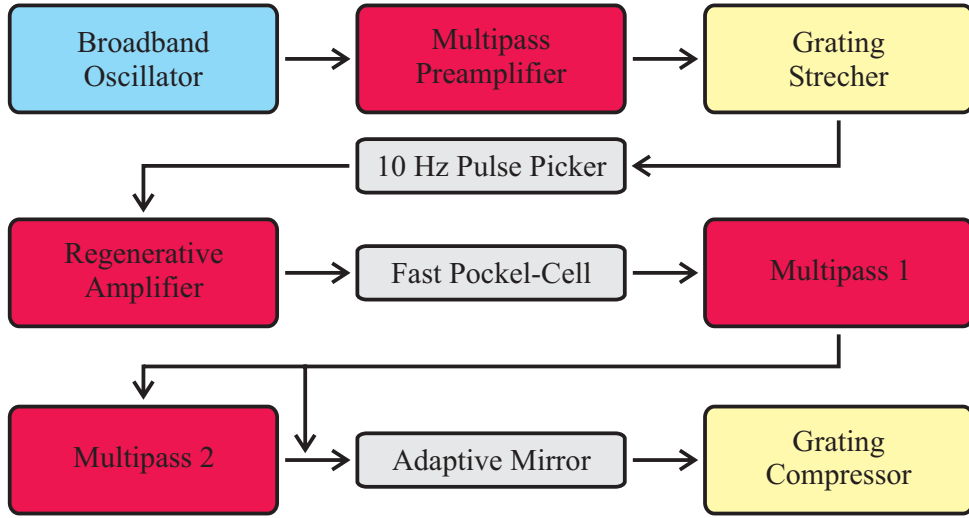 Broadband
Oscillator
Multipass
Preamplifier
Grating
Strecher
10 Hz Pulse Picker
Regenerative
Amplifier
Fast Pockel-Cell
Multipass 1
Multipass 2
Adaptive Mirror
Grating
Compressor